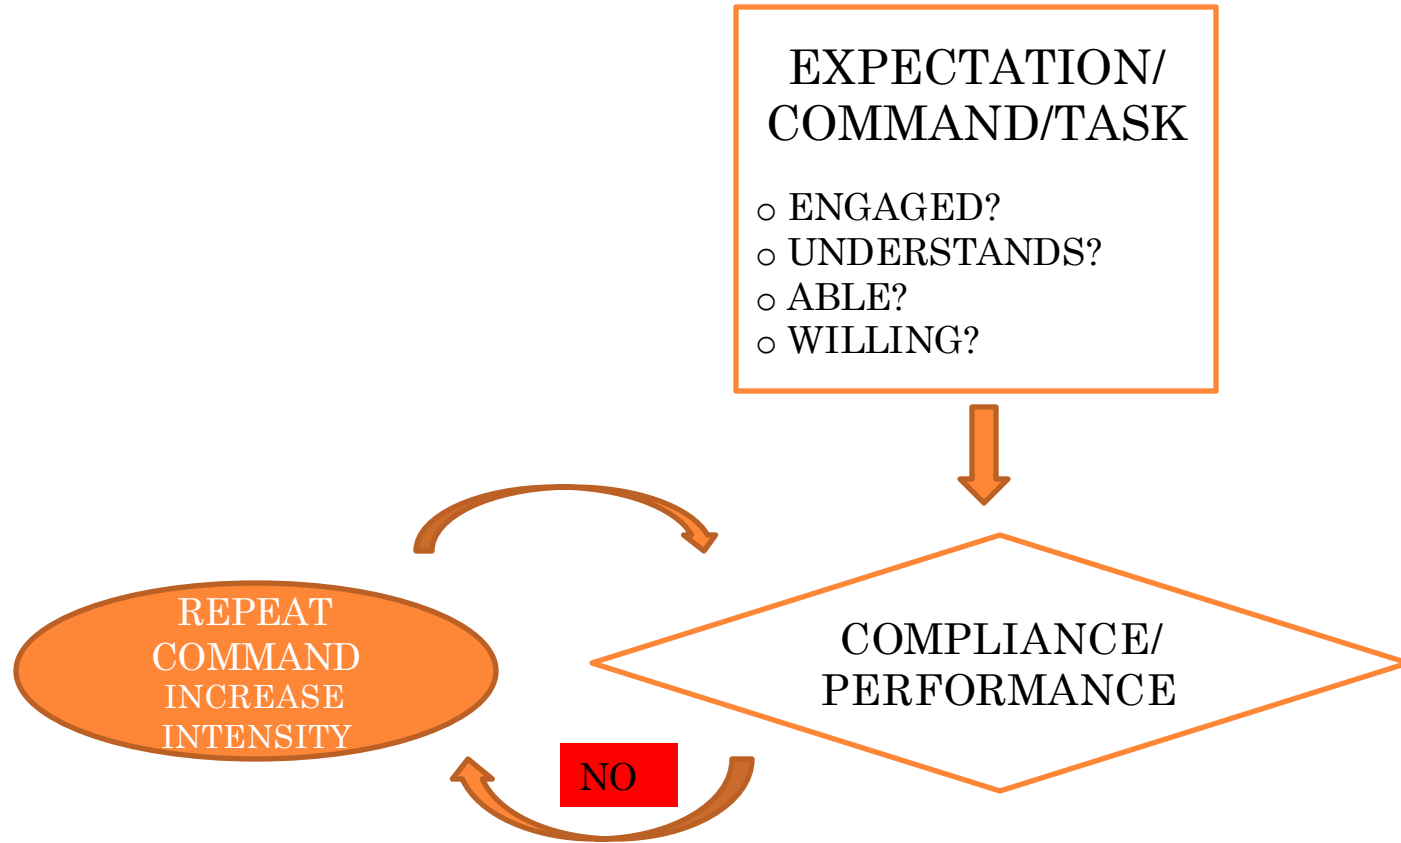 EXPECTATION/
COMMAND/TASK
o ENGAGED?
o UNDERSTANDS?
o ABLE?
o WILLING?
COMPLIANCE/
PERFORMANCE
NO
REPEAT
COMMAND
INCREASE
INTENSITY